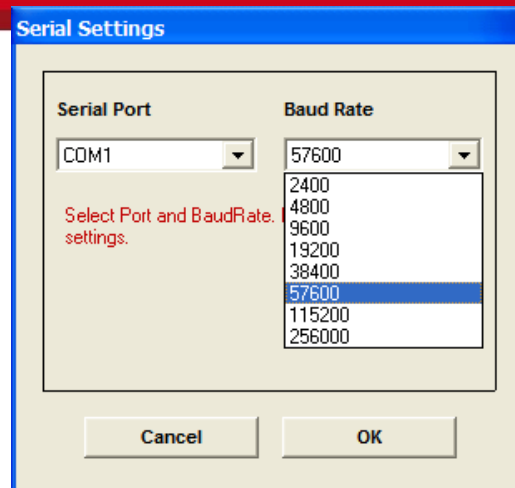 Serial Settings
Serial Port
Baud Rate
COM1
57600
2400
4800
9600
19200
38400
57600
115200
256000
Select Port and BaudRate.
settings.
Cancel
OK